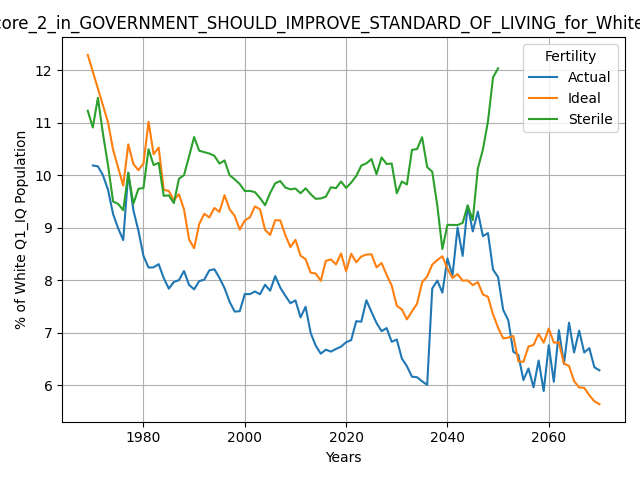 core_2_in_GOVERNMENT_SHOULD_IMPROVE_STANDARD_OF_LIVING_for_White
Fertility
Actual
Ideal
Sterile
12
11
10
9
8
7
6
% of White Q1_IQ Population
1980
2000
2020
2040
2060
Years